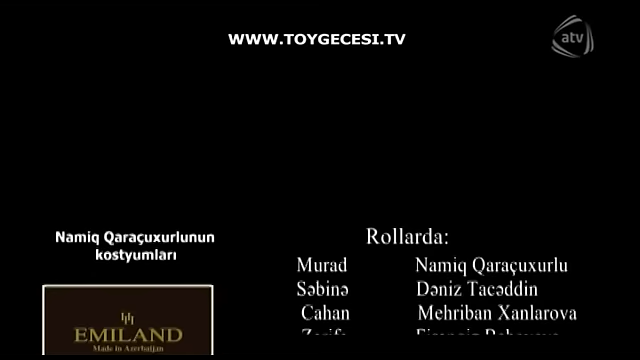 WWW.TOYGECESI.TV
atv
Namiq Qaraçuxurlunun
kostyumları
EMILAND
Made in Azerbaijan
Rollarda:
Murad Namiq Qaraçuxurlu
Səbinə Dəniz Tacəddin
Cahan Mehriban Xanlarova